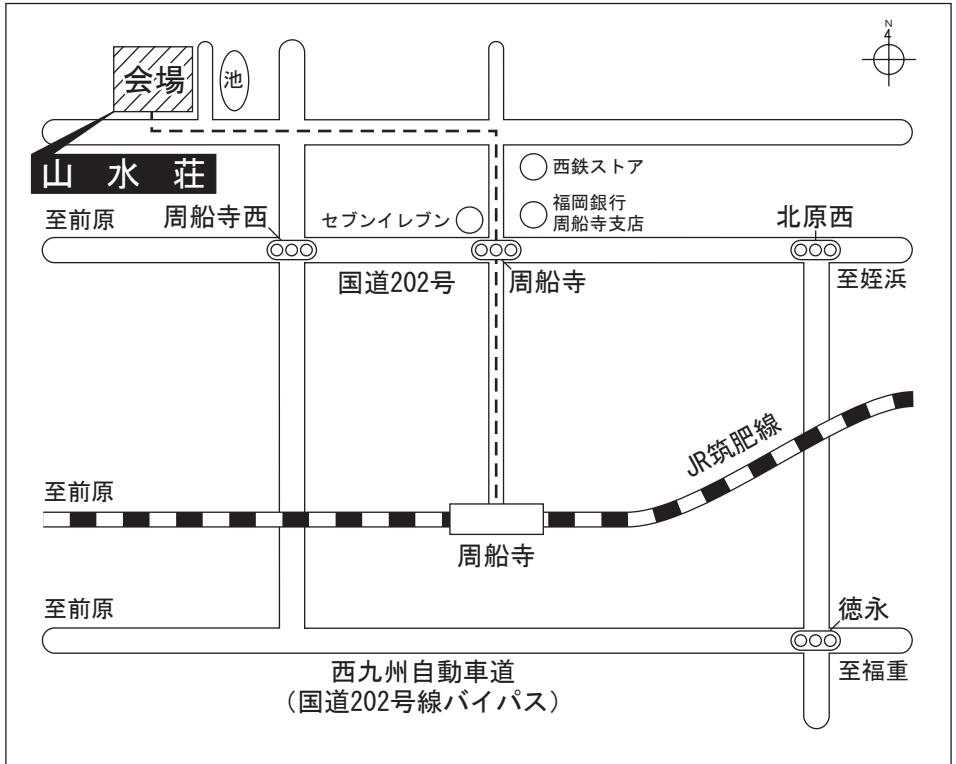 N
会場
池
山水荘
西鉄ストア
福岡銀行
周船寺支店
セブンイレブン
至前原
周船寺西
北原西
国道202号
周船寺
至姪浜
JR筑肥線
至前原
周船寺
至前原
徳永
西九州自動車道
（国道202号線バイパス）
至福重